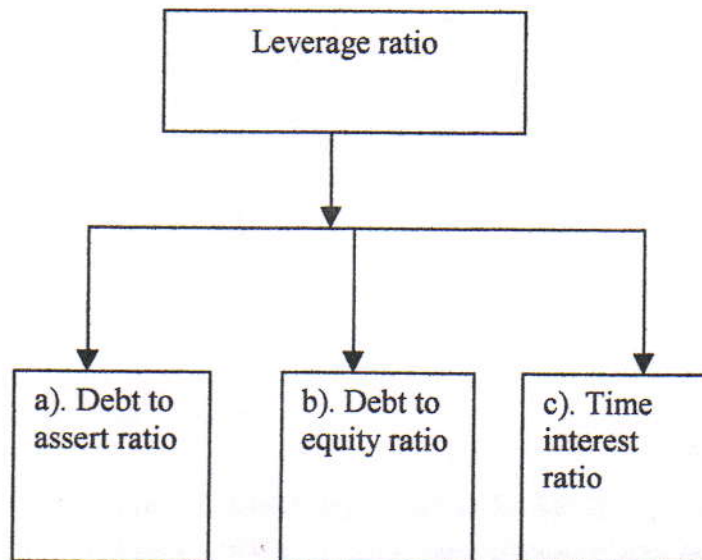 Leverage ratio
a). Debt to
assert ratio
b). Debt to
equity ratio
c). Time
interest
ratio